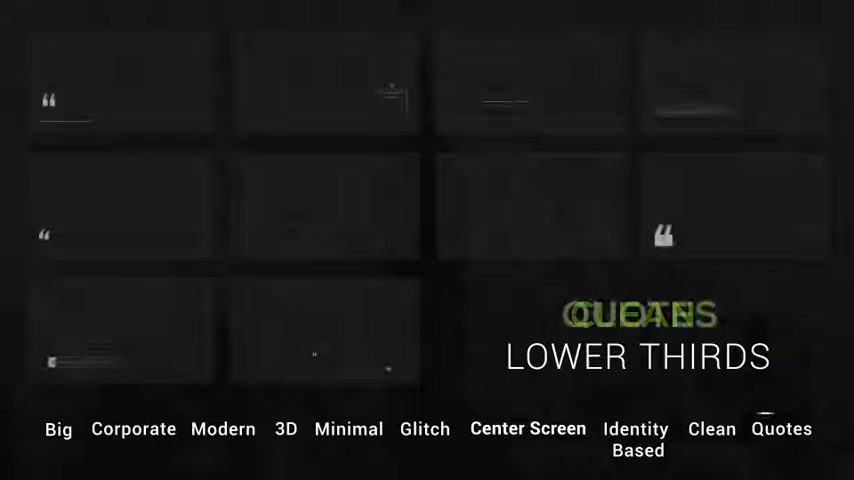 “
“
“
LOWER THIRDS
Big Corporate Modern 3D Minimal Glitch Center Screen Identity Based Clean Quotes